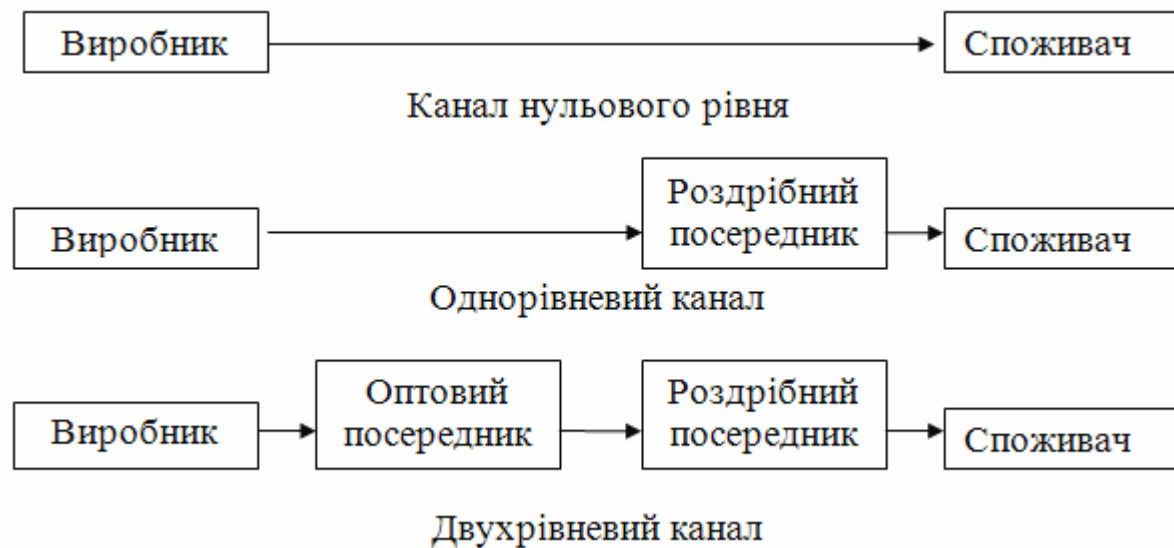 Виробник
Споживач
Канал нульового рівня
Виробник
Роздрібний
посередник
Споживач
Однорівневий канал
Виробник
Оптовий
посередник
Роздрібний
посередник
Споживач
Двухрівневий канал